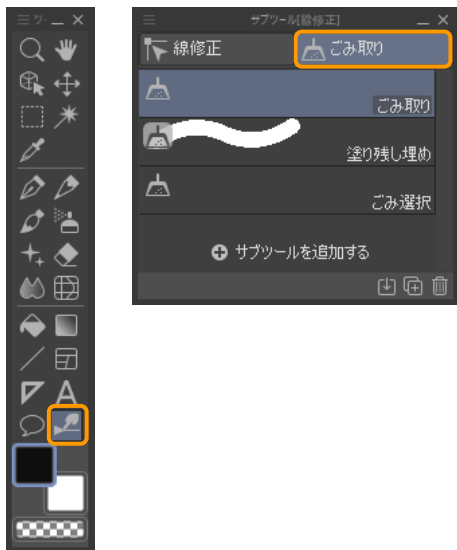 ツ-
サブツール[線修正]
線修正
ごみ取り
ごみ取り
塗り残し埋め
ごみ選択
サブツールを追加する
A